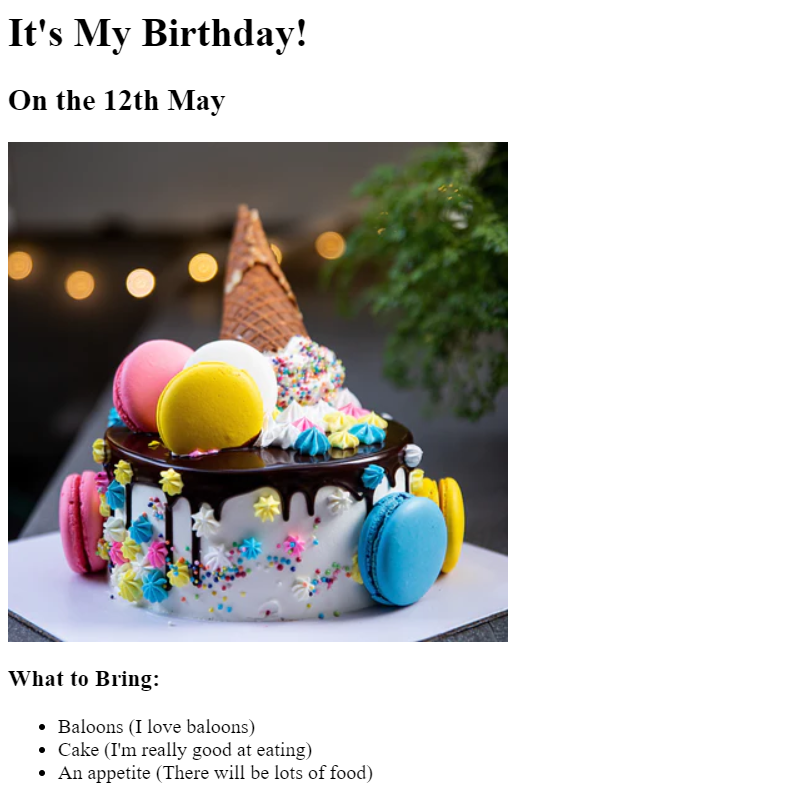 It's My Birthday!
On the 12th May
What to Bring:
Baloons (I love baloons)
Cake (I'm really good at eating)
An appetite (There will be lots of food)